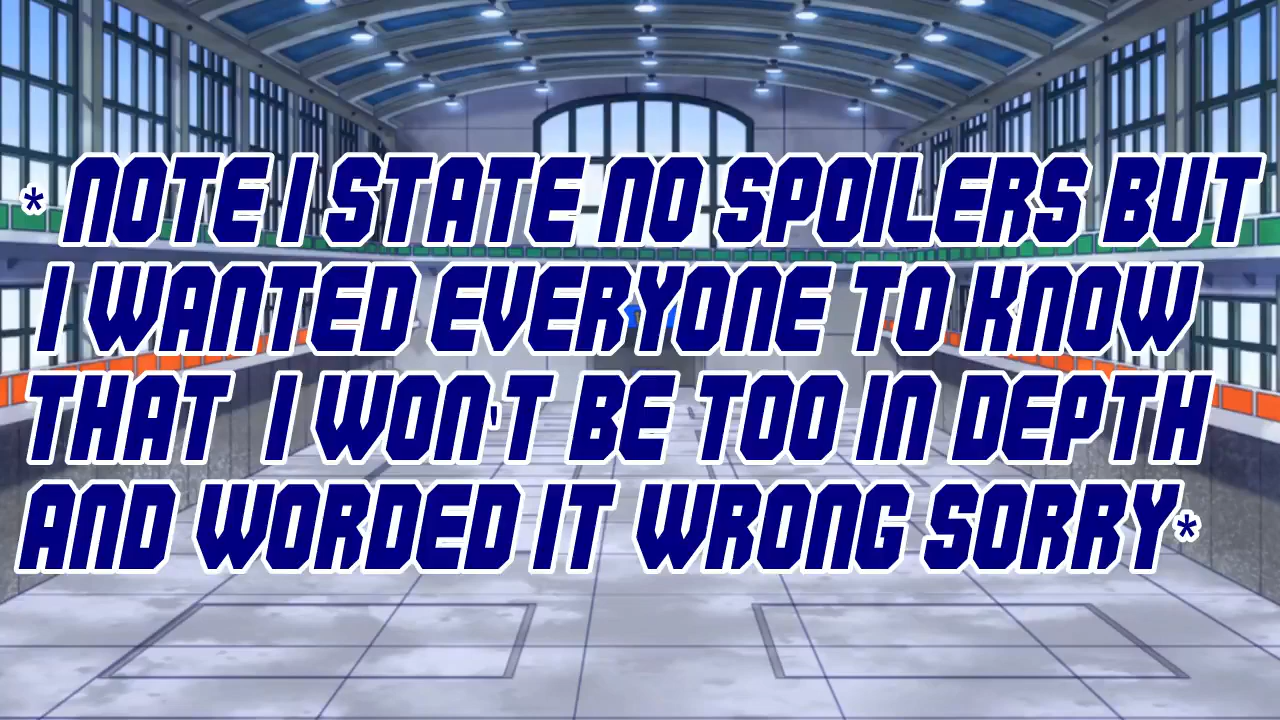 * NOTE I STATE NO SPOILERS BUT
I WANTED EVERYONE TO KNOW
THAT I WON'T BE TOO IN DEPTH
AND WORDED IT WRONG SORRY*